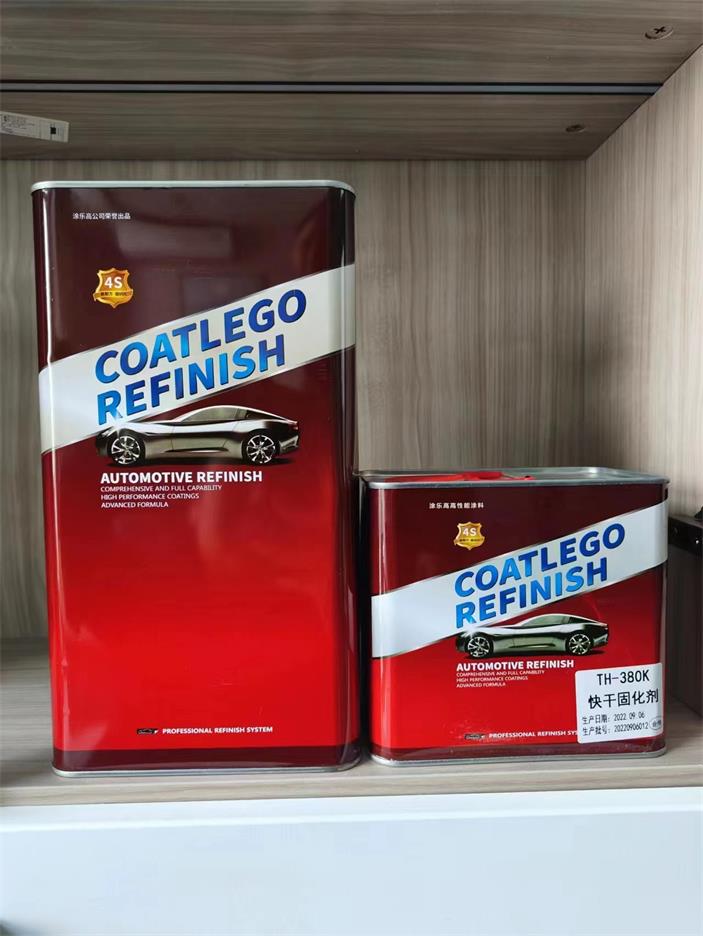 涂乐高公司荣誉出品
4S
COATLEGO
REFINISH
AUTOMOTIVE REFINISH
COMPREHENSIVE AND FULL CAPABILITY
HIGH PERFORMANCE COATINGS
ADVANCED FORMULA
PROFESSIONAL REFINISH SYSTEM
涂乐高高性能涂料
4S
COATLEGO
REFINISH
AUTOMOTIVE REFINISH
COMPREHENSIVE AND FULL CAPABILITY
HIGH PERFORMANCE COATINGS
ADVANCED FORMULA
PROFESSIONAL REFINISH SY
TH-380K
快干固化剂
生产日期: 2022.09.06
生产批号: 20220906012